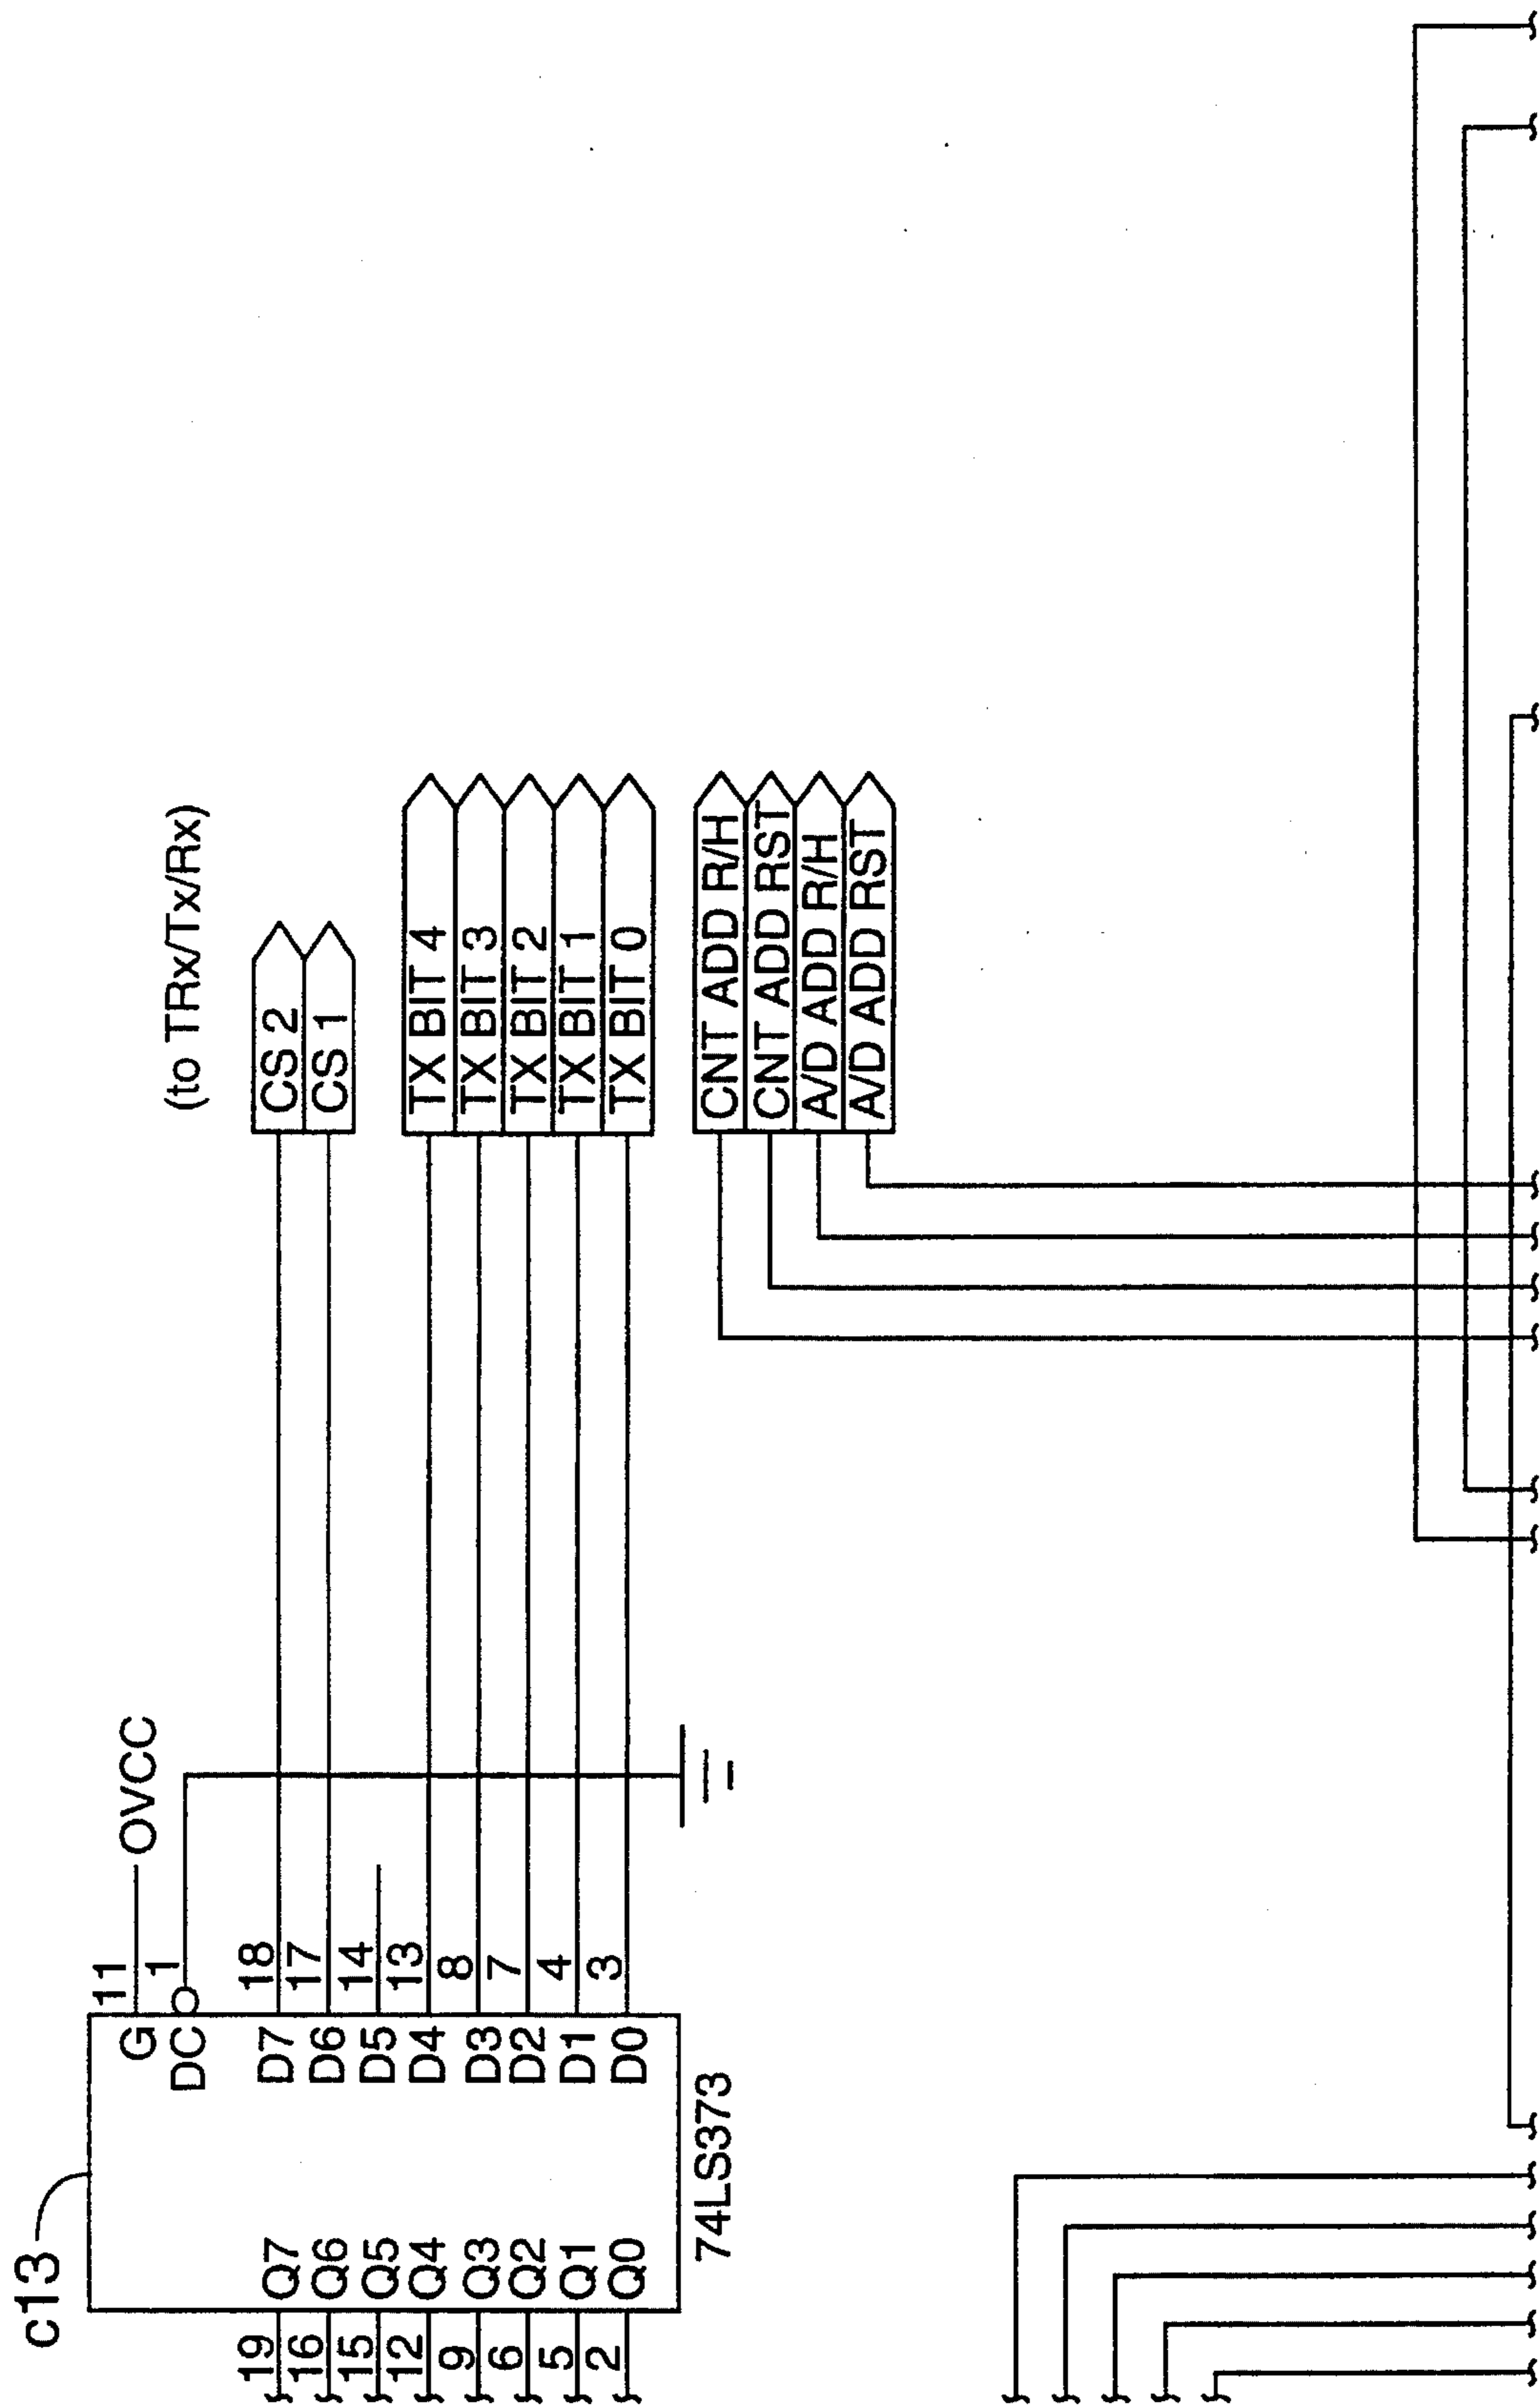 c13
(to TRx/Tx/Rx)
11
G
OVCC
1
DC
19 Q7 D7 18 CS 2
16 Q6 D6 17 CS 1
15 Q5 D5 14
12 Q4 D4 13 TX BIT 4
9 Q3 D3 8 TX BIT 3
6 Q2 D2 7 TX BIT 2
5 Q1 D1 4 TX BIT 1
2 Q0 D0 3 TX BIT 0
74LS373
CNT ADD R/H
CNT ADD RST
A/D ADD R/H
A/D ADD RST